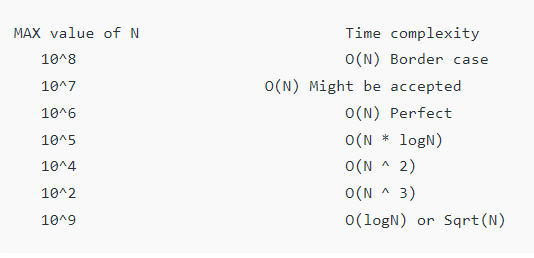 MAX value of N Time complexity
10^8 O(N) Border case
10^7 O(N) Might be accepted
10^6 O(N) Perfect
10^5 O(N * logN)
10^4 O(N ^ 2)
10^2 O(N ^ 3)
10^9 O(logN) or Sqrt(N)